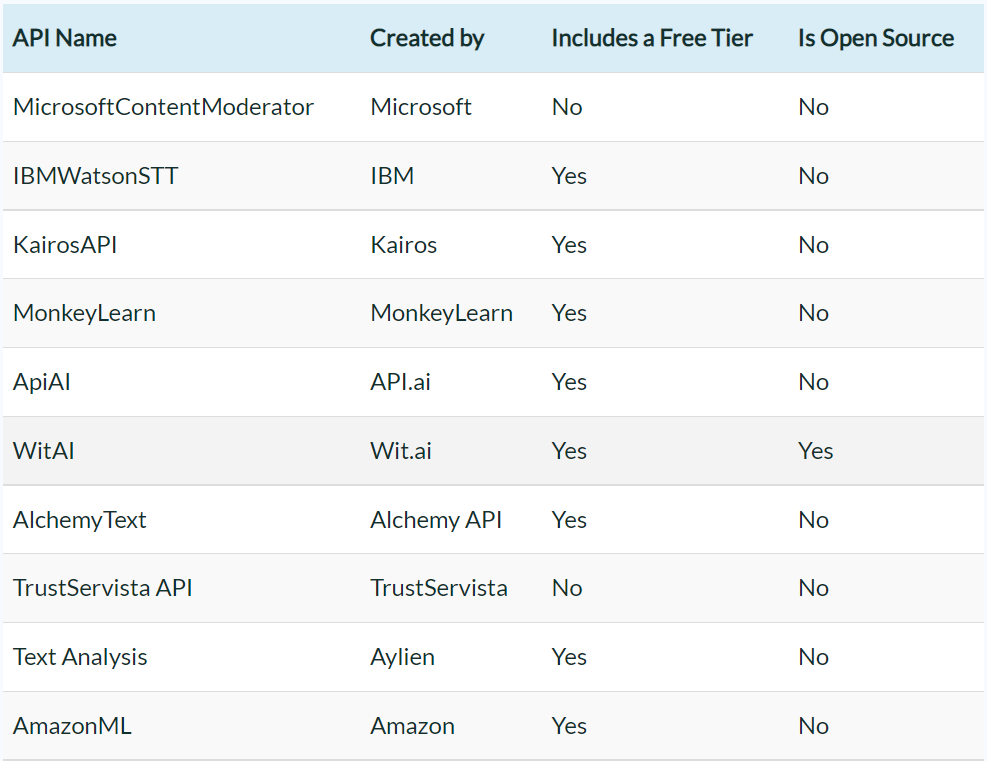 API Name Created by Includes a Free Tier Is Open Source
MicrosoftContentModerator Microsoft No No
IBMWatsonSTT IBM Yes No
KairosAPI Kairos Yes No
MonkeyLearn MonkeyLearn Yes No
ApiAI API.ai Yes No
WitAI Wit.ai Yes Yes
AlchemyText Alchemy API Yes No
TrustServista API TrustServista No No
Text Analysis Aylien Yes No
AmazonML Amazon Yes No